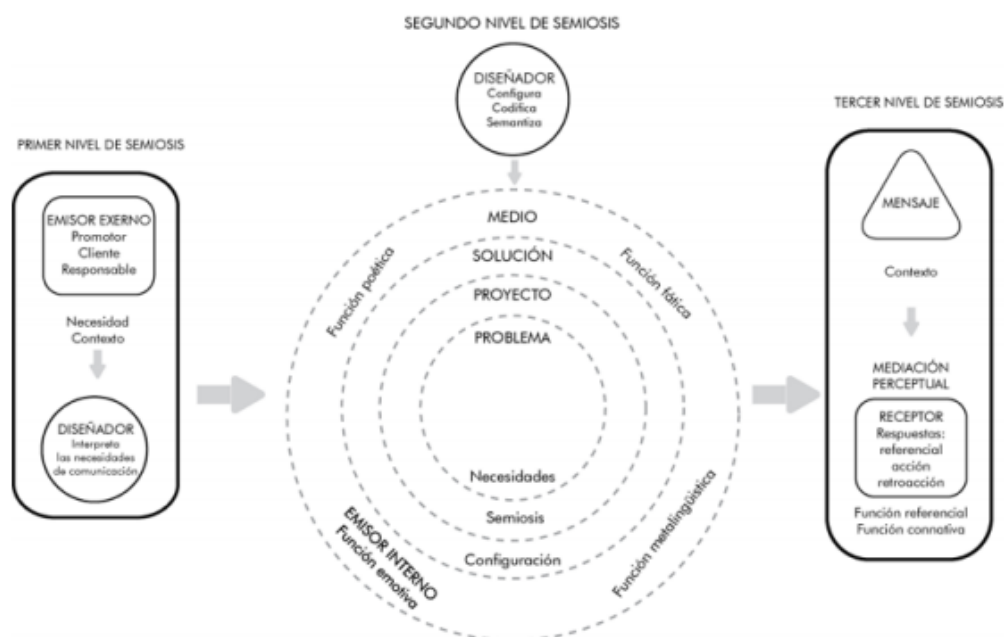 PRIMER NIVEL DE SEMIOSIS
EMISOR EXERNO
Promotor
Cliente
Responsable
Necesidad
Contexto
DISEÑADOR
Interpreta
las necesidades
de comunicación
SEGUNDO NIVEL DE SEMIOSIS
DISEÑADOR
Configura
Codifica
Semantiza
MEDIO
SOLUCIÓN
PROYECTO
PROBLEMA
Función poética
Función fática
Necesidades
Semiosis
Configuración
EMISOR INTERNO
Función emotiva
Función metalingüística
TERCER NIVEL DE SEMIOSIS
MENSAJE
Contexto
MEDIACIÓN
PERCEPTUAL
RECEPTOR
Respuestas:
referencial
acción
retroacción
Función referencial
Función connativa